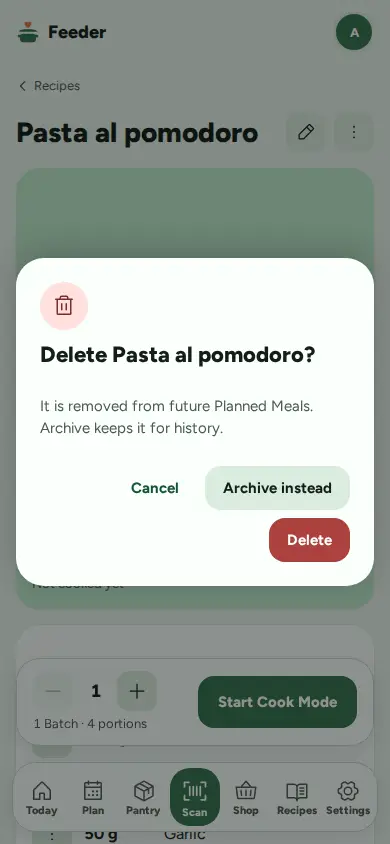 Feeder
A
Recipes
Pasta al pomodoro
Delete Pasta al pomodoro?
It is removed from future Planned Meals.
Archive keeps it for history.
Cancel
Archive instead
Delete
Not cooked yet
1
Start Cook Mode
1 Batch · 4 portions
Today
Plan
Pantry
Scan
Shop
Recipes
Settings
50 g
Garlic